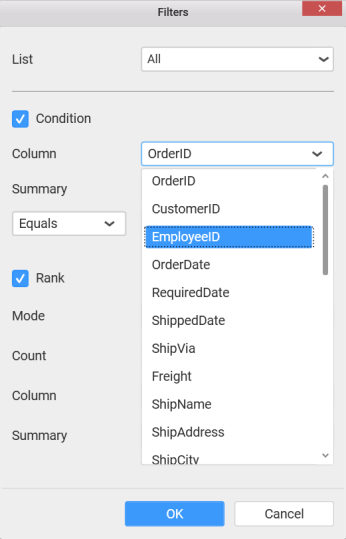 Filters
List
All
Condition
Column
OrderID
OrderID
Summary
CustomerID
Equals
EmployeeID
OrderDate
Rank
RequiredDate
Mode
ShippedDate
ShipVia
Count
Freight
Column
ShipName
Summary
ShipAddress
ShipCity
OK
Cancel